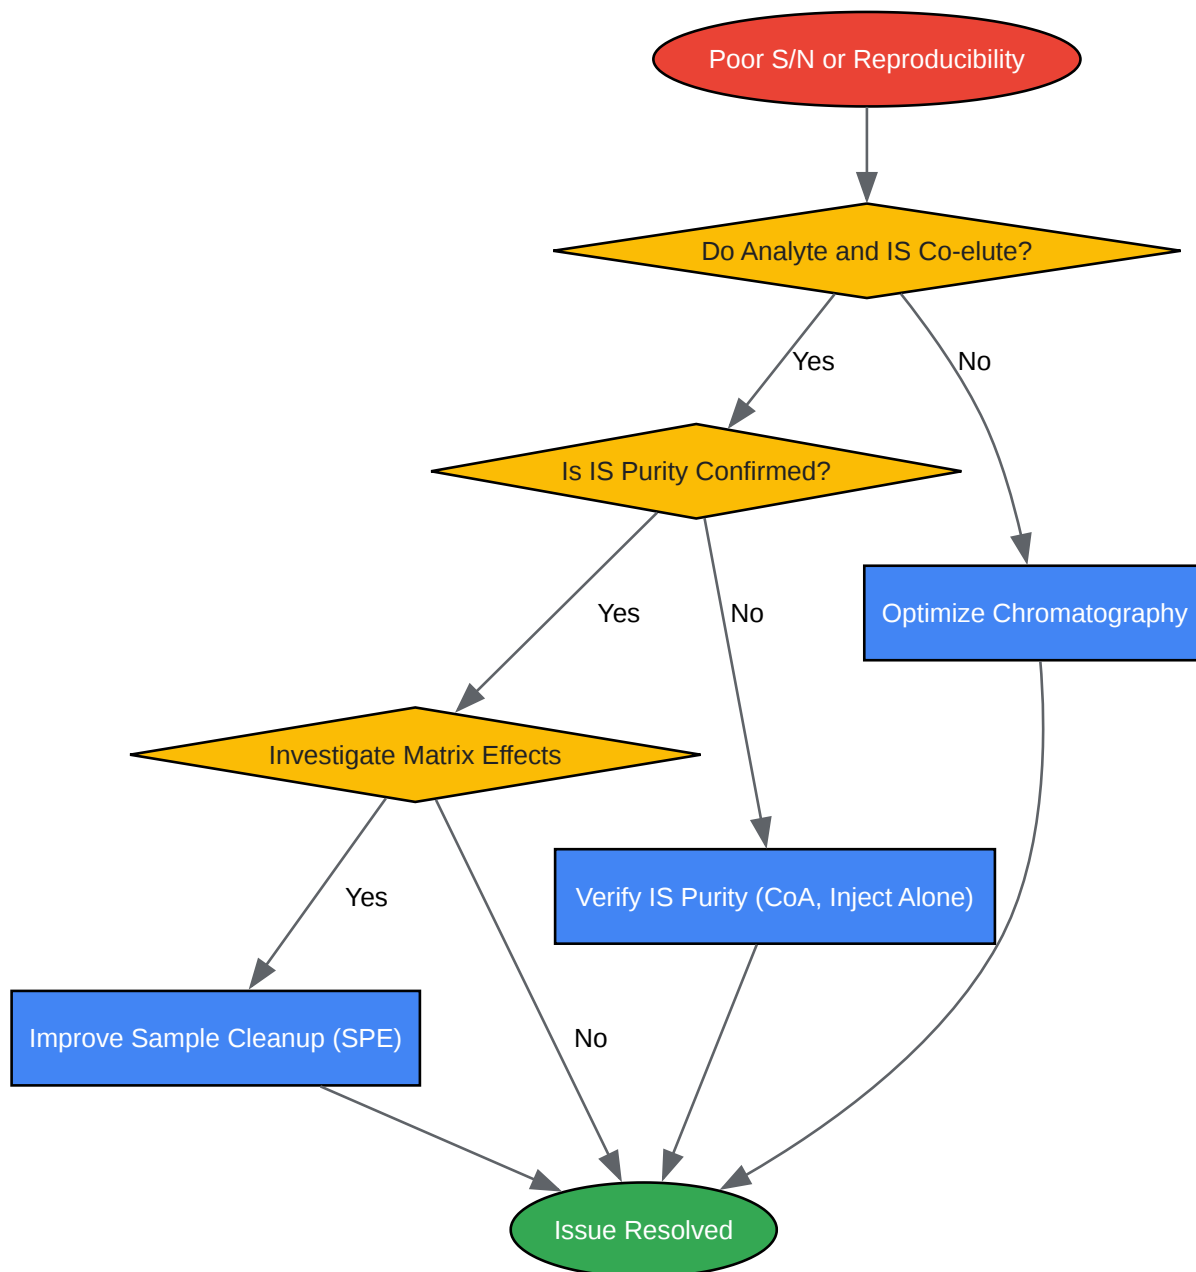 Poor S/N or Reproducibility
Do Analyte and IS Co-elute?
Yes
No
Is IS Purity Confirmed?
Yes
No
Optimize Chromatography
Investigate Matrix Effects
Yes
Verify IS Purity (CoA, Inject Alone)
Improve Sample Cleanup (SPE)
No
Issue Resolved